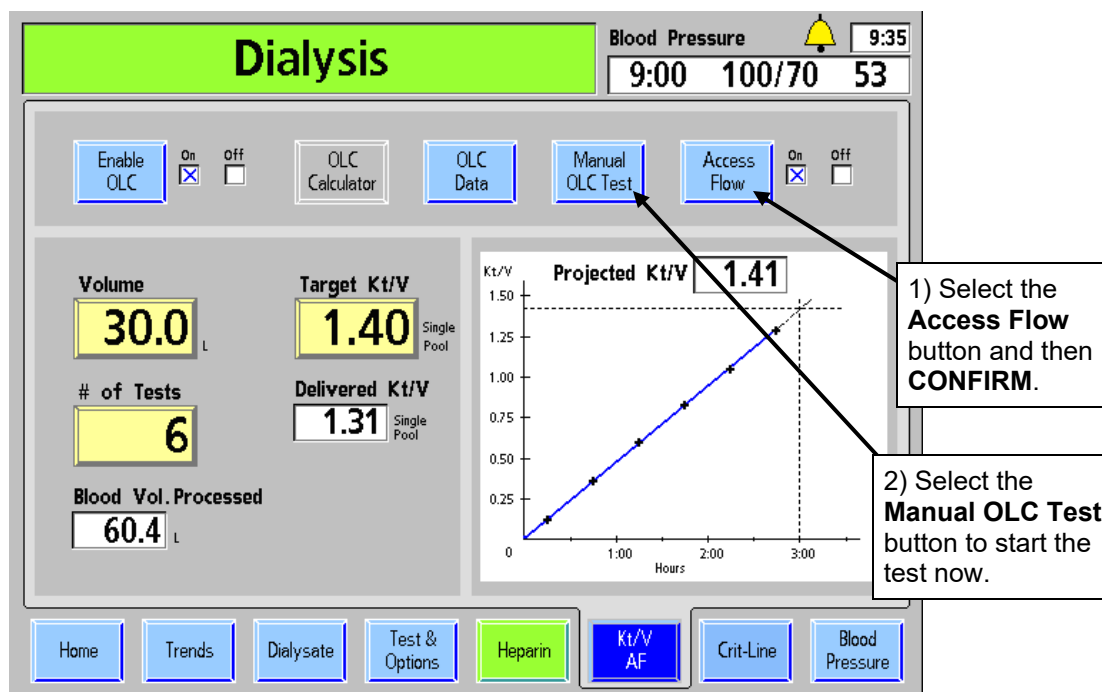 Dialysis
Blood Pressure
9:35
9:00 100/70 53
Enable
OLC
On
Off
OLC
Calculator
OLC
Data
Manual
OLC Test
Access
Flow
On
Off
Volume
30.0 L
Target Kt/V
1.40 Single
Pool
# of Tests
6
Delivered Kt/V
1.31 Single
Pool
Blood Vol.Processed
60.4 L
Kt/V
Projected Kt/V 1.41
1.50
1.25
1.00
0.75
0.50
0.25
0 1:00 2:00 3:00
Hours
1) Select the
Access Flow
button and then
CONFIRM.
2) Select the
Manual OLC Test
button to start the
test now.
Home
Trends
Dialysate
Test &
Options
Heparin
Kt/V
AF
Crit-Line
Blood
Pressure